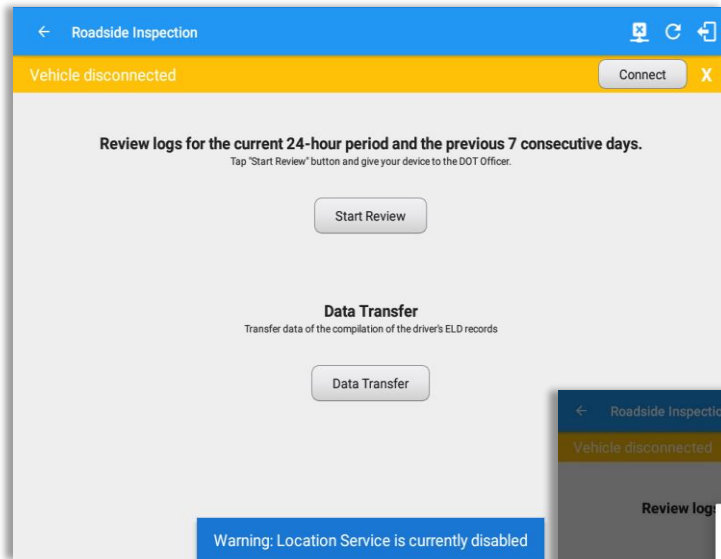 Roadside Inspection
Vehicle disconnected
Connect
X
Review logs for the current 24-hour period and the previous 7 consecutive days.
Tap "Start Review" button and give your device to the DOT Officer.
Start Review
Data Transfer
Transfer data of the compilation of the driver's ELD records
Data Transfer
Roadside Inspectio
Vehicle disconnected
Review logs
Warning: Location Service is currently disabled